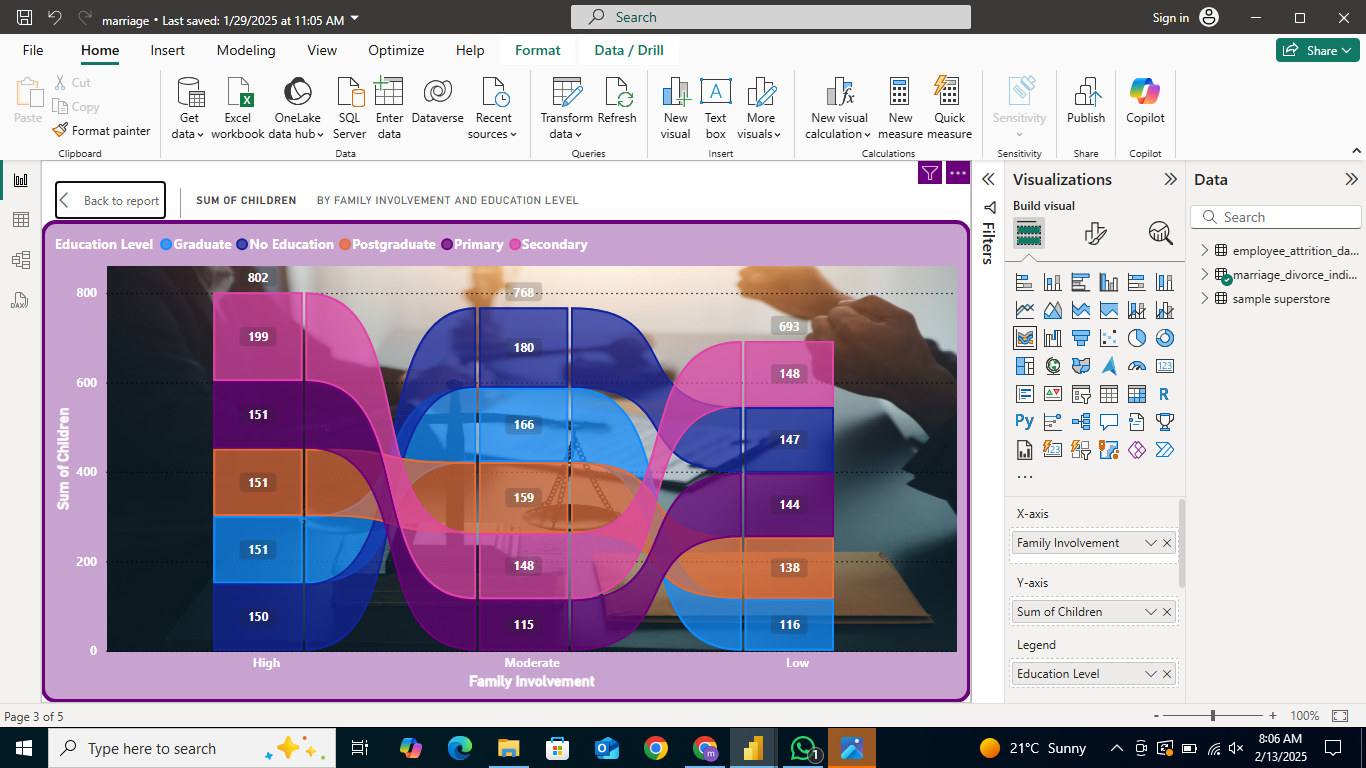 marriage • Last saved: 1/29/2025 at 11:05 AM
Search
Sign in
File Home Insert Modeling View Optimize Help Format Data / Drill
Share
Paste
Cut
Copy
Format painter
Clipboard
Get data
Excel workbook
OneLake data hub
SQL Server
Enter data
Dataverse
Recent sources
Data
Transform data
Refresh
Queries
New visual
Text box
More visuals
Insert
New visual calculation
New measure
Quick measure
Calculations
Sensitivity
Sensitivity
Publish
Share
Copilot
Copilot
Back to report
SUM OF CHILDREN BY FAMILY INVOLVEMENT AND EDUCATION LEVEL
Education Level Graduate No Education Postgraduate Primary Secondary
Sum of Children
800
600
400
200
0
802
199
151
151
151
150
768
180
166
159
148
115
693
148
147
144
138
116
High Moderate Low
Family Involvement
Filters
Visualizations
Build visual
X-axis
Family Involvement
Y-axis
Sum of Children
Legend
Education Level
Data
Search
employee_attrition_da...
marriage_divorce_indi...
sample superstore
Page 3 of 5
100%
Type here to search
21°C Sunny
8:06 AM
2/13/2025